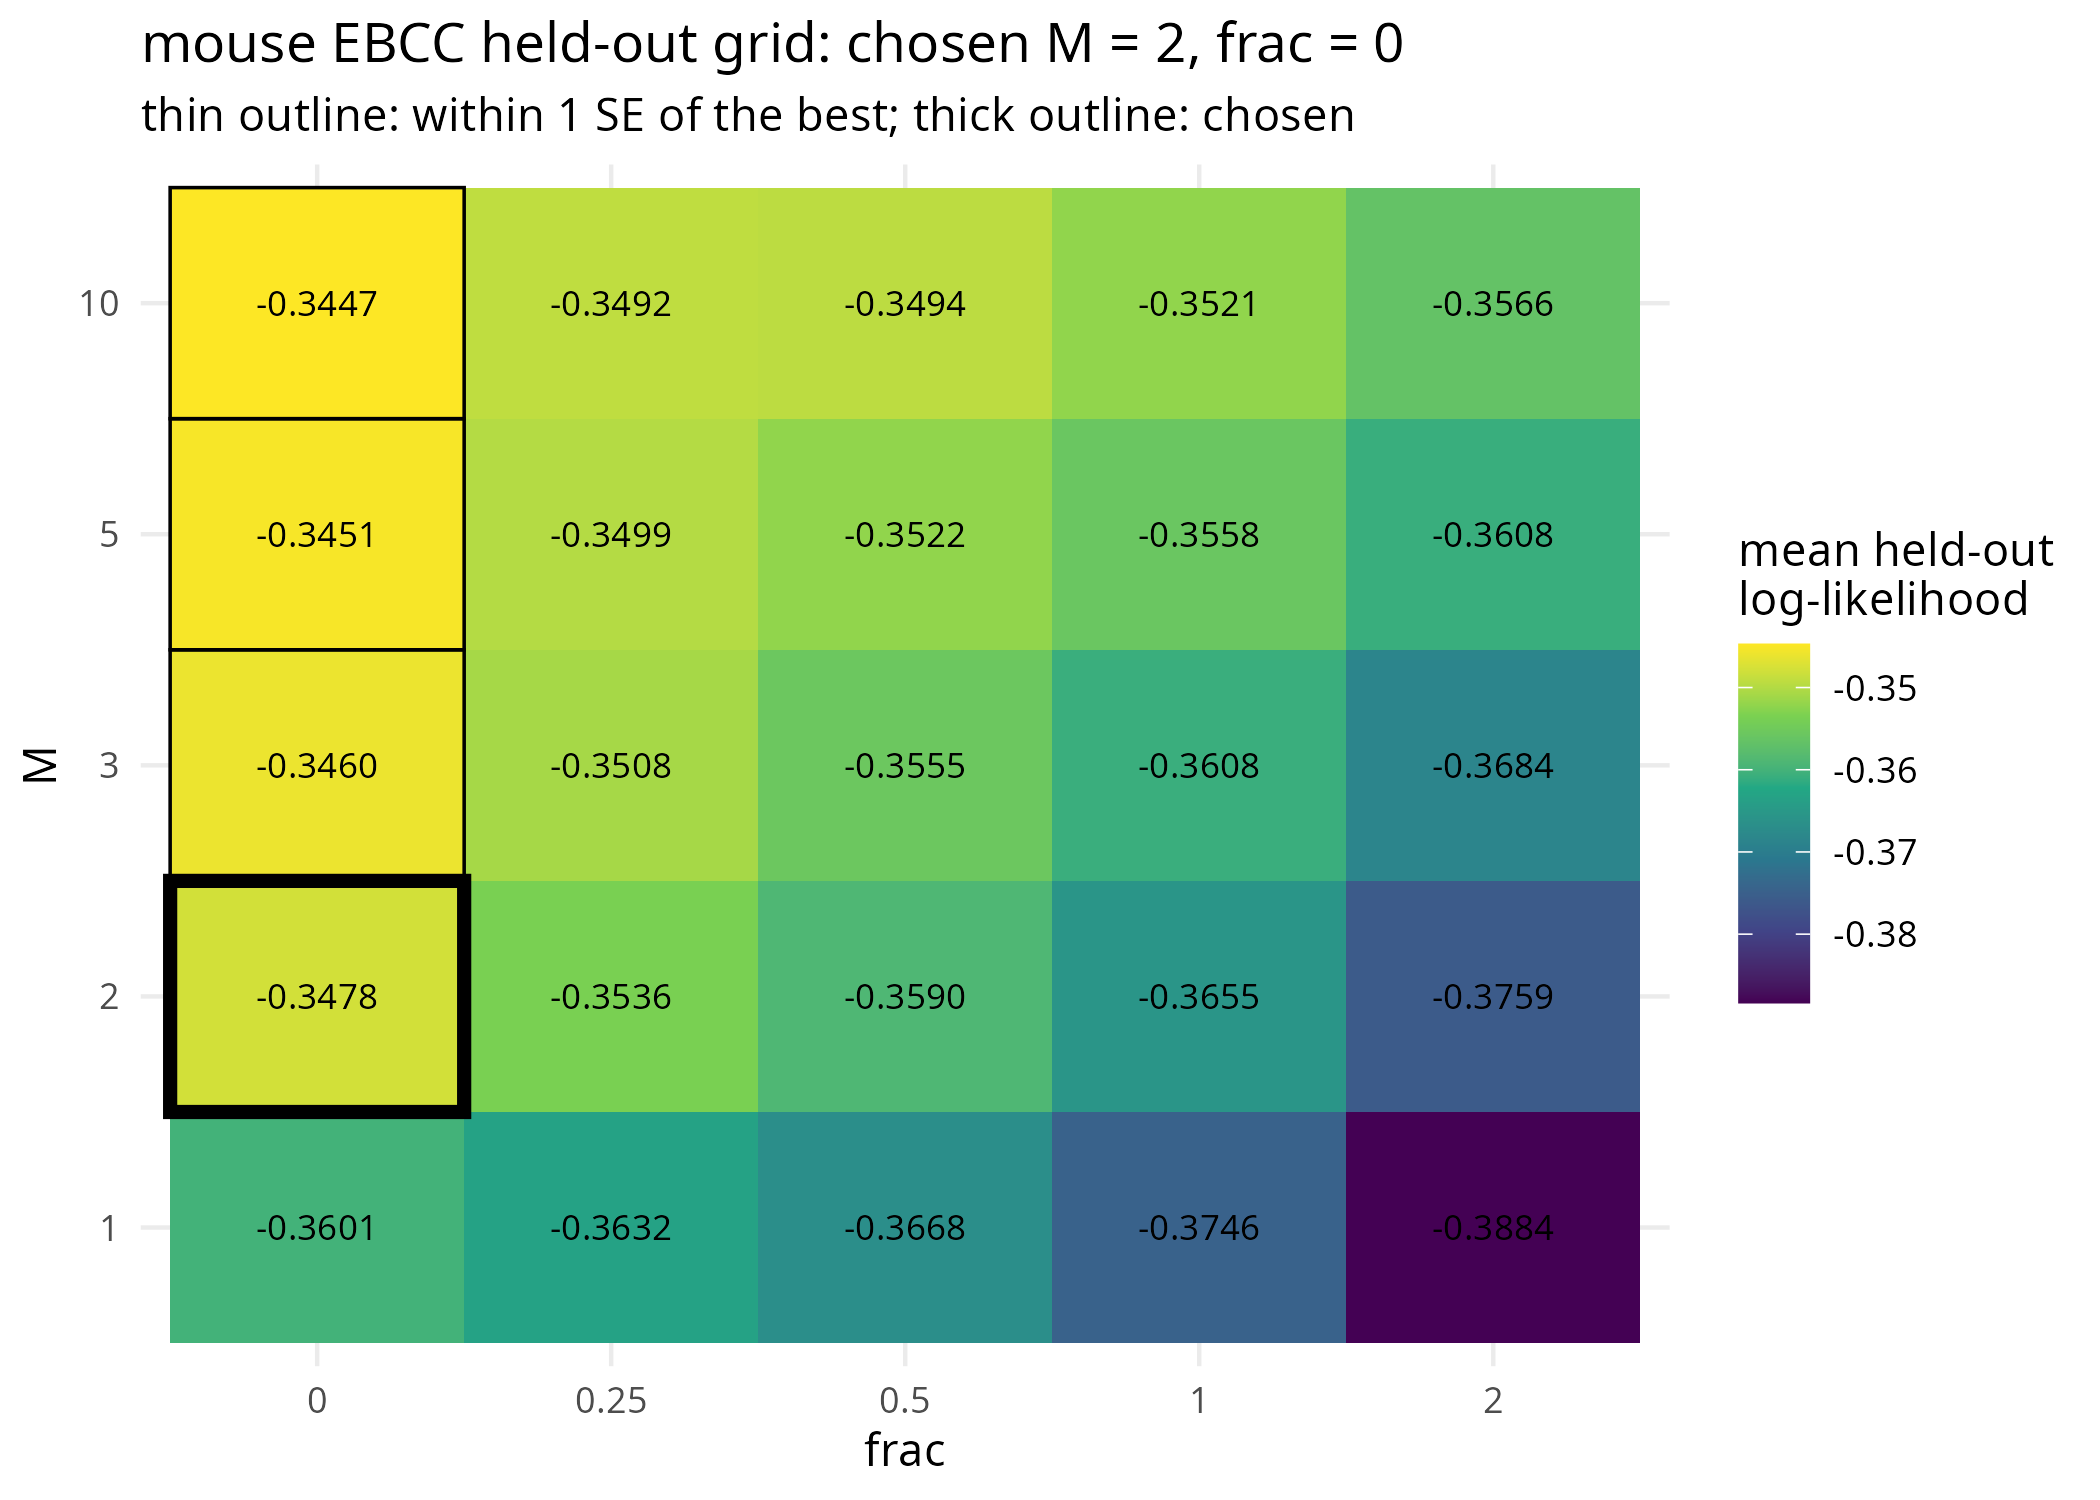 mouse EBCC held-out grid: chosen M = 2, frac = 0
thin outline: within 1 SE of the best; thick outline: chosen
10 -0.3447 -0.3492 -0.3494 -0.3521 -0.3566
5 -0.3451 -0.3499 -0.3522 -0.3558 -0.3608
3 -0.3460 -0.3508 -0.3555 -0.3608 -0.3684
2 -0.3478 -0.3536 -0.3590 -0.3655 -0.3759
1 -0.3601 -0.3632 -0.3668 -0.3746 -0.3884
M
0 0.25 0.5 1 2
frac
mean held-out
log-likelihood
-0.35
-0.36
-0.37
-0.38